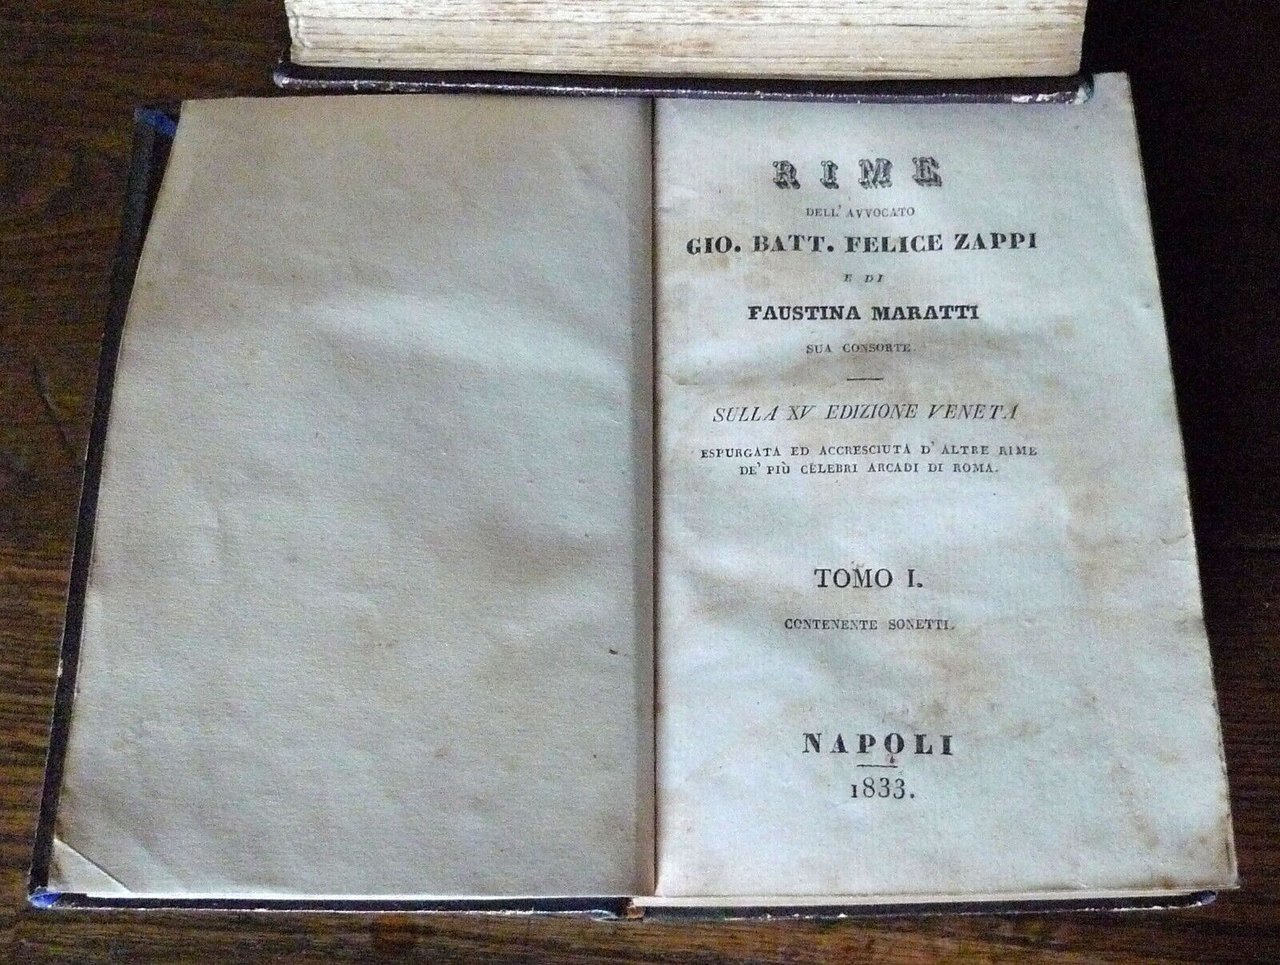 RIME
DELL' AVVOCATO
GIO. BATT. FELICE ZAPPI
E DI
FAUSTINA MARATTI
SUA CONSORTE.
SULLA XV EDIZIONE VENETA
ESPURGATA ED ACCRESCIUTA D' ALTRE RIME
DE' PIÙ CELEBRI ARCADI DI ROMA.
TOMO I.
CONTENENTE SONETTI.
NAPOLI
1833.